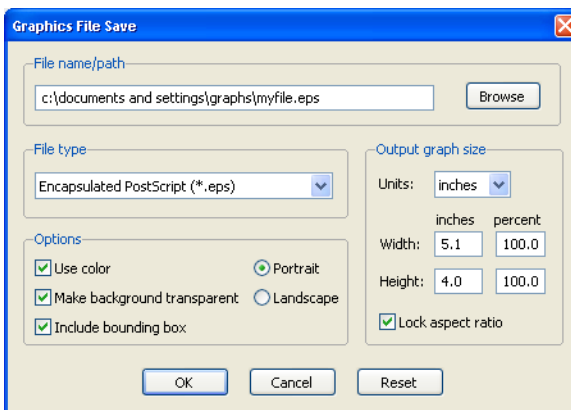 Graphics File Save
File name/path
c:\documents and settings\graphs\myfile.eps
Browse
File type
Encapsulated PostScript (*.eps)
Output graph size
Units: inches
inches percent
Width: 5.1 100.0
Height: 4.0 100.0
Lock aspect ratio
Options
Use color Portrait
Make background transparent Landscape
Include bounding box
OK Cancel Reset